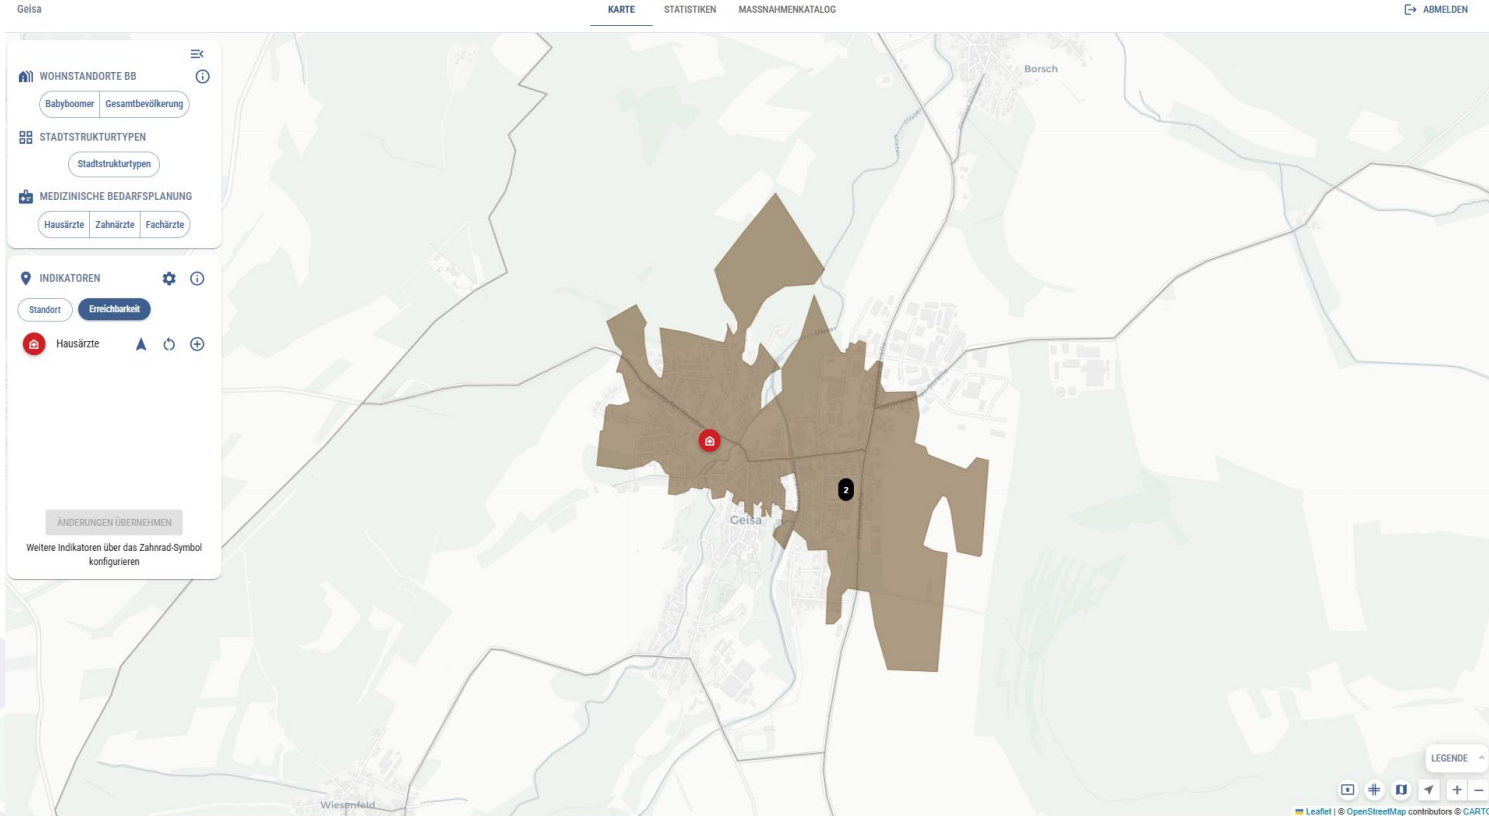 Geisa
KARTE STATISTIKEN MASSNAHMENKATALOG
ABMELDEN
WOHNSTANDORTE BB
Babyboomer Gesamtbevölkerung
STADTSTRUKTURTYPEN
Stadtstrukturtypen
MEDIZINISCHE BEDARFSPLANUNG
Hausärzte Zahnärzte Fachärzte
INDIKATOREN
Standort Erreichbarkeit
Hausärzte
ÄNDERUNGEN ÜBERNEHMEN
Weitere Indikatoren über das Zahnrad-Symbol
konfigurieren
Borsch
Ulster
Ulster
2
Geisa
Wiesenfeld
LEGENDE
+ −
Leaflet | © OpenStreetMap contributors © CARTO